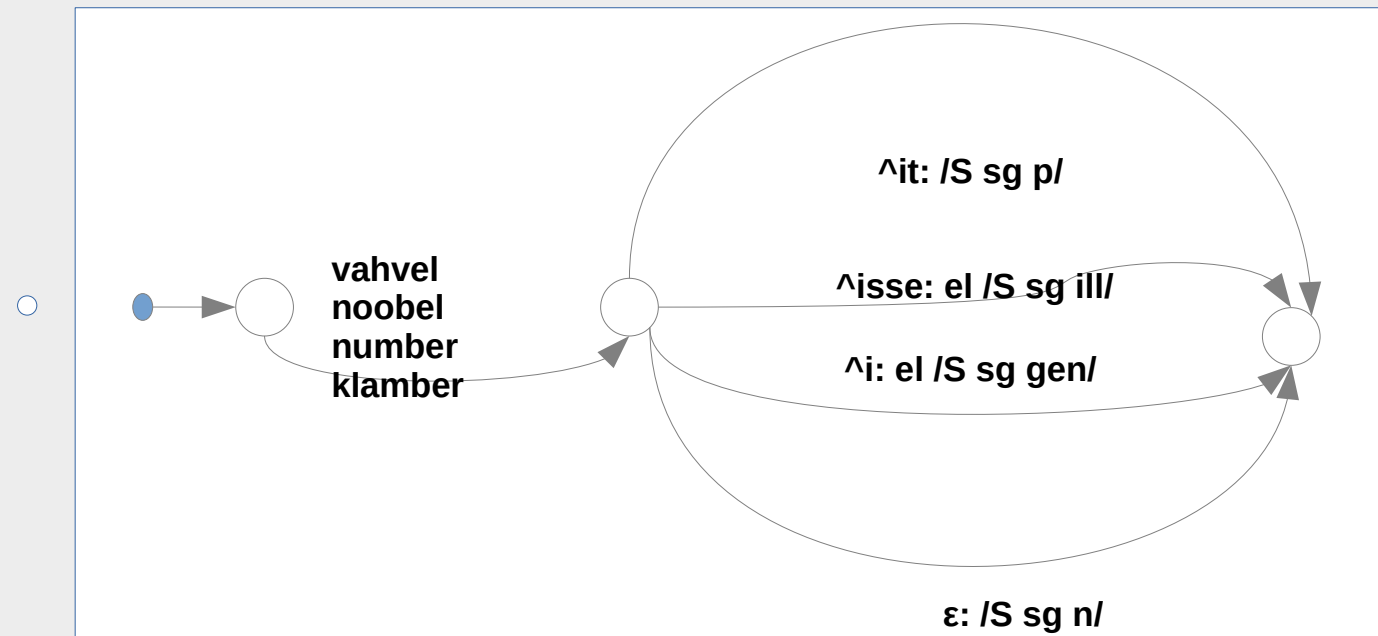 ^it: /S sg p/
vahvel
noobel
number
klamber
^isse: el /S sg ill/
^i: el /S sg gen/
ε: /S sg n/